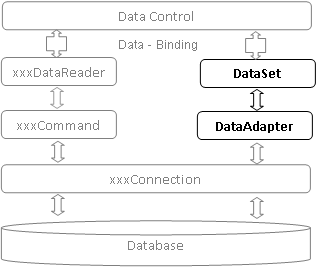 Data Control
Data - Binding
xxxDataReader
DataSet
xxxCommand
DataAdapter
xxxConnection
Database